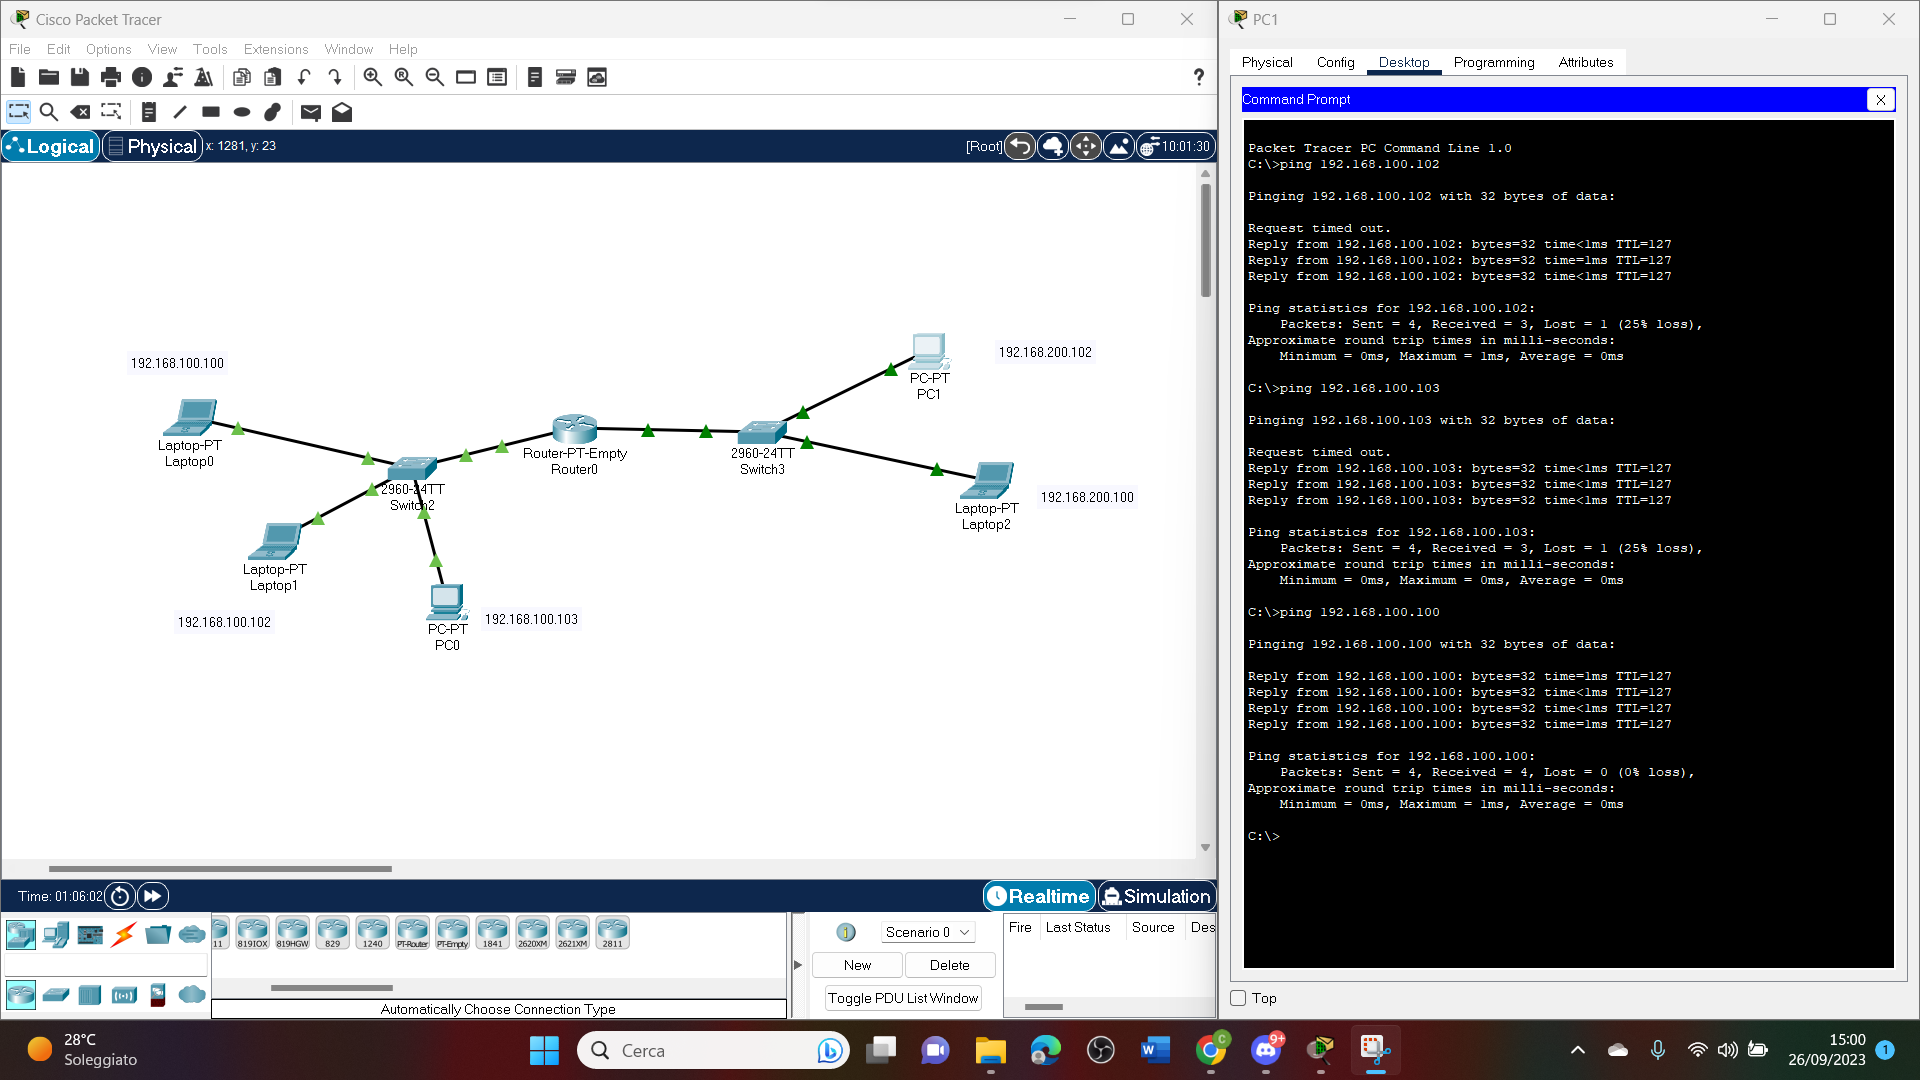 Cisco Packet Tracer
File Edit Options View Tools Extensions Window Help
?
Logical Physical x: 1281, y: 23 [Root] 10:01:30
192.168.100.100
Laptop-PT
Laptop0
Laptop-PT
Laptop1
192.168.100.102
2960-24TT
Switch2
PC-PT
PC0
192.168.100.103
Router-PT-Empty
Router0
2960-24TT
Switch3
PC-PT
PC1
192.168.200.102
Laptop-PT
Laptop2
192.168.200.100
Time: 01:06:02 Realtime Simulation
11 819IOX 819HGW 829 1240 PT-Router PT-Empty 1841 2620XM 2621XM 2811
Automatically Choose Connection Type
Scenario 0
New Delete
Toggle PDU List Window
Fire Last Status Source Des
PC1
Physical Config Desktop Programming Attributes
Command Prompt X
Packet Tracer PC Command Line 1.0
C:\>ping 192.168.100.102
Pinging 192.168.100.102 with 32 bytes of data:
Request timed out.
Reply from 192.168.100.102: bytes=32 time<1ms TTL=127
Reply from 192.168.100.102: bytes=32 time=1ms TTL=127
Reply from 192.168.100.102: bytes=32 time<1ms TTL=127
Ping statistics for 192.168.100.102:
Packets: Sent = 4, Received = 3, Lost = 1 (25% loss),
Approximate round trip times in milli-seconds:
Minimum = 0ms, Maximum = 1ms, Average = 0ms
C:\>ping 192.168.100.103
Pinging 192.168.100.103 with 32 bytes of data:
Request timed out.
Reply from 192.168.100.103: bytes=32 time<1ms TTL=127
Reply from 192.168.100.103: bytes=32 time<1ms TTL=127
Reply from 192.168.100.103: bytes=32 time<1ms TTL=127
Ping statistics for 192.168.100.103:
Packets: Sent = 4, Received = 3, Lost = 1 (25% loss),
Approximate round trip times in milli-seconds:
Minimum = 0ms, Maximum = 0ms, Average = 0ms
C:\>ping 192.168.100.100
Pinging 192.168.100.100 with 32 bytes of data:
Reply from 192.168.100.100: bytes=32 time=1ms TTL=127
Reply from 192.168.100.100: bytes=32 time<1ms TTL=127
Reply from 192.168.100.100: bytes=32 time<1ms TTL=127
Reply from 192.168.100.100: bytes=32 time=1ms TTL=127
Ping statistics for 192.168.100.100:
Packets: Sent = 4, Received = 4, Lost = 0 (0% loss),
Approximate round trip times in milli-seconds:
Minimum = 0ms, Maximum = 1ms, Average = 0ms
C:\>
Top
28°C
Soleggiato
Cerca
C
9+
15:00
26/09/2023
1